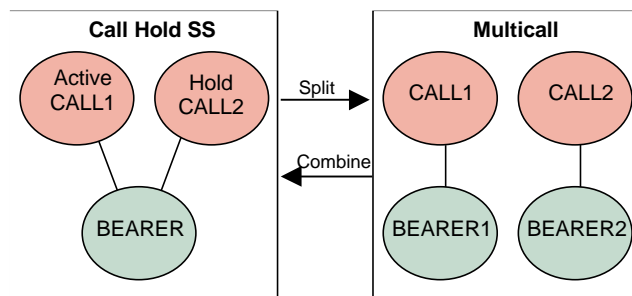 Call Hold SS
Multicall
Active
CALL1
Hold
CALL2
Split
CALL1
CALL2
Combine
BEARER
BEARER1
BEARER2